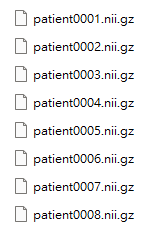 patient0001.nii.gz
patient0002.nii.gz
patient0003.nii.gz
patient0004.nii.gz
patient0005.nii.gz
patient0006.nii.gz
patient0007.nii.gz
patient0008.nii.gz